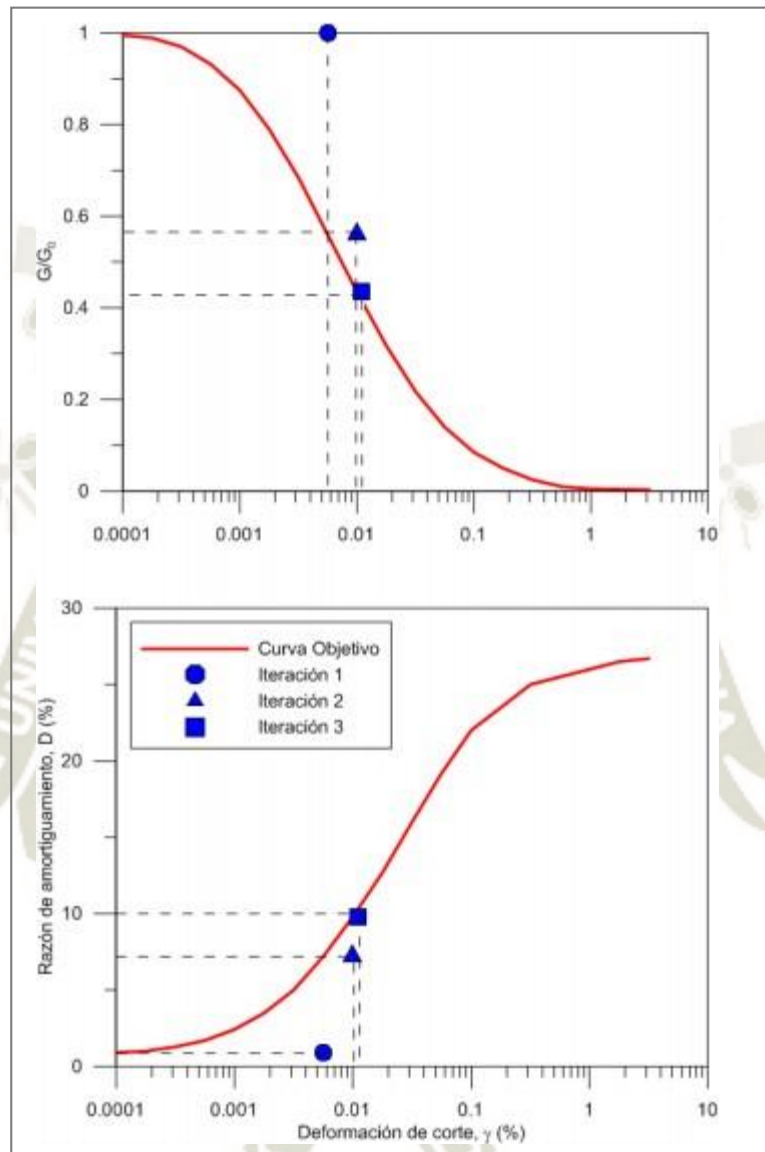 1
0.8
0.6
G/G₀
0.4
0.2
0
0.0001 0.001 0.01 0.1 1 10
30
Curva Objetivo
Iteración 1
Iteración 2
Iteración 3
20
Razón de amortiguamiento, D (%)
10
0
0.0001 0.001 0.01 0.1 1 10
Deformación de corte, γ (%)